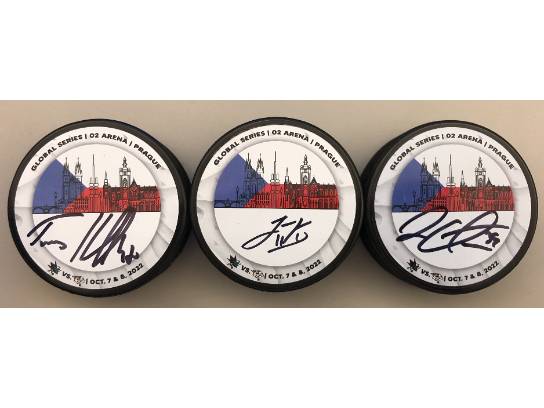 GLOBAL SERIES | O2 ARENA | PRAGUE
VS. | OCT. 7 & 8, 2022
GLOBAL SERIES | O2 ARENA | PRAGUE
VS. | OCT. 7 & 8, 2022
GLOBAL SERIES | O2 ARENA | PRAGUE
VS. | OCT. 7 & 8, 2022